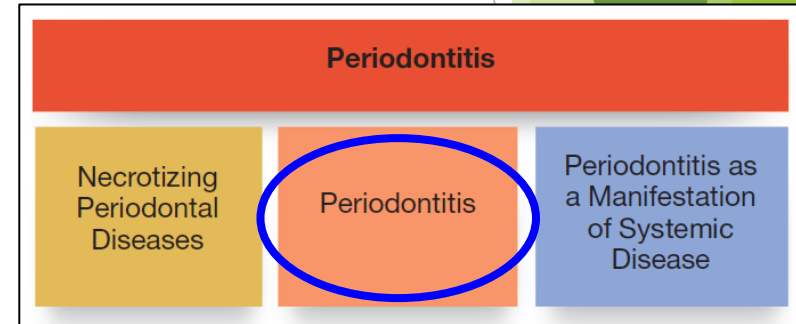 Periodontitis
Necrotizing
Periodontal
Diseases
Periodontitis
Periodontitis as
a Manifestation
of Systemic
Disease